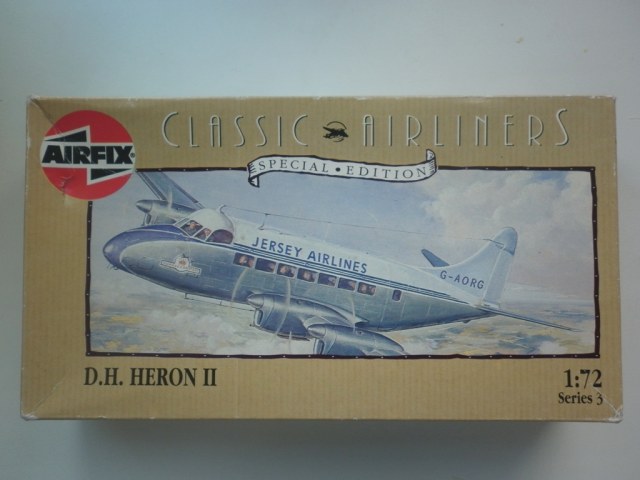 AIRFIX
CLASSIC AIRLINERS
SPECIAL • EDITION
JERSEY AIRLINES
G-AORG
D.H. HERON II
1:72
Series 3